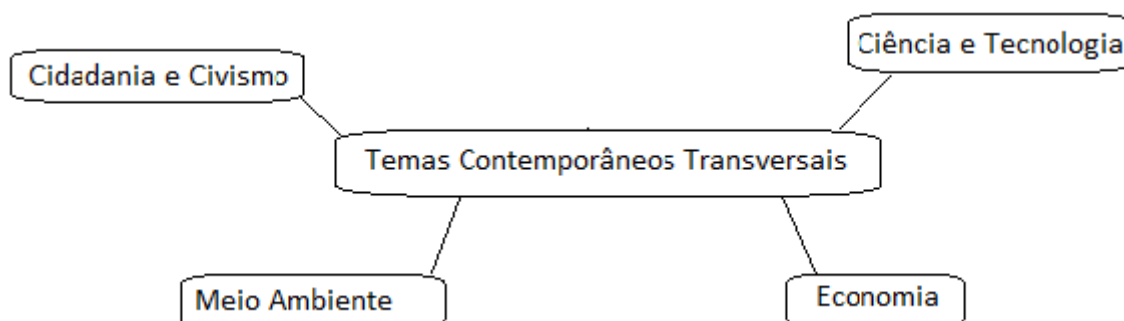 Ciência e Tecnologia
Cidadania e Civismo
Temas Contemporâneos Transversais
Meio Ambiente
Economia